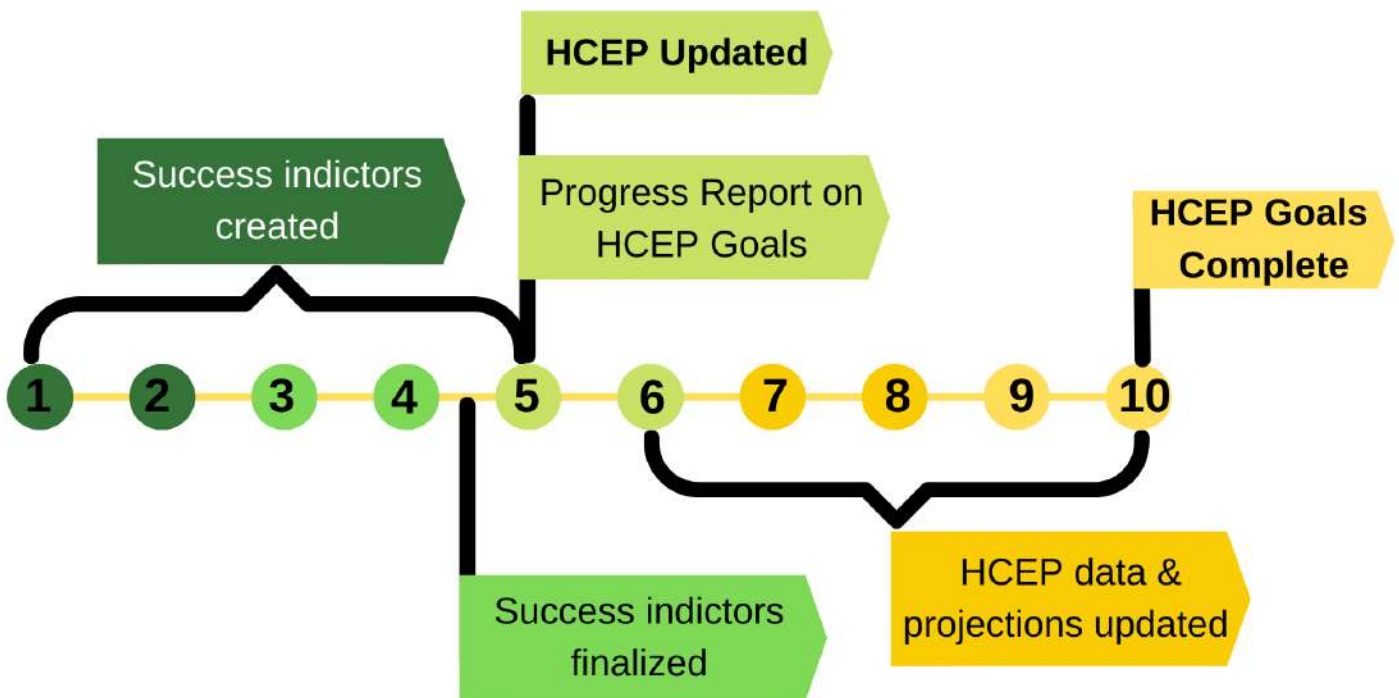 HCEP Updated
Success indictors
created
Progress Report on
HCEP Goals
HCEP Goals
Complete
1 2 3 4 5 6 7 8 9 10
Success indictors
finalized
HCEP data &
projections updated